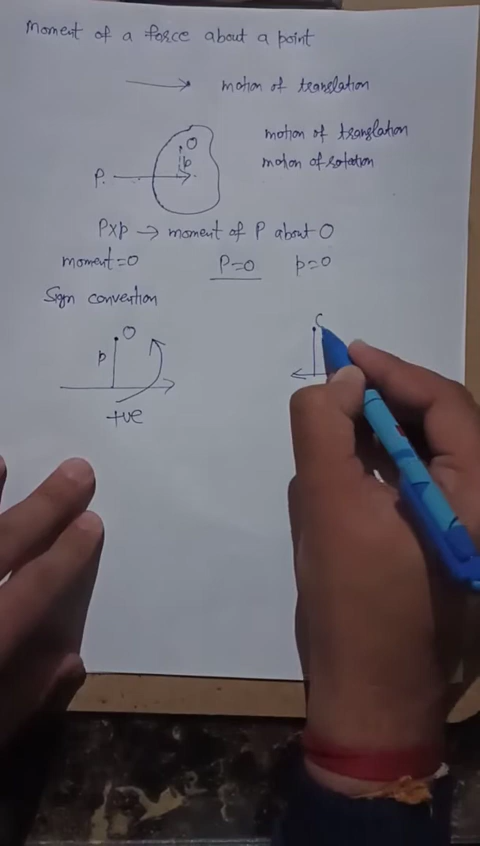 Moment of a force about a point
motion of translation
O
p
P
motion of translation
motion of rotation
P×p → moment of P about O
moment=0 P=0 p=0
Sign convention
O
p
+ve